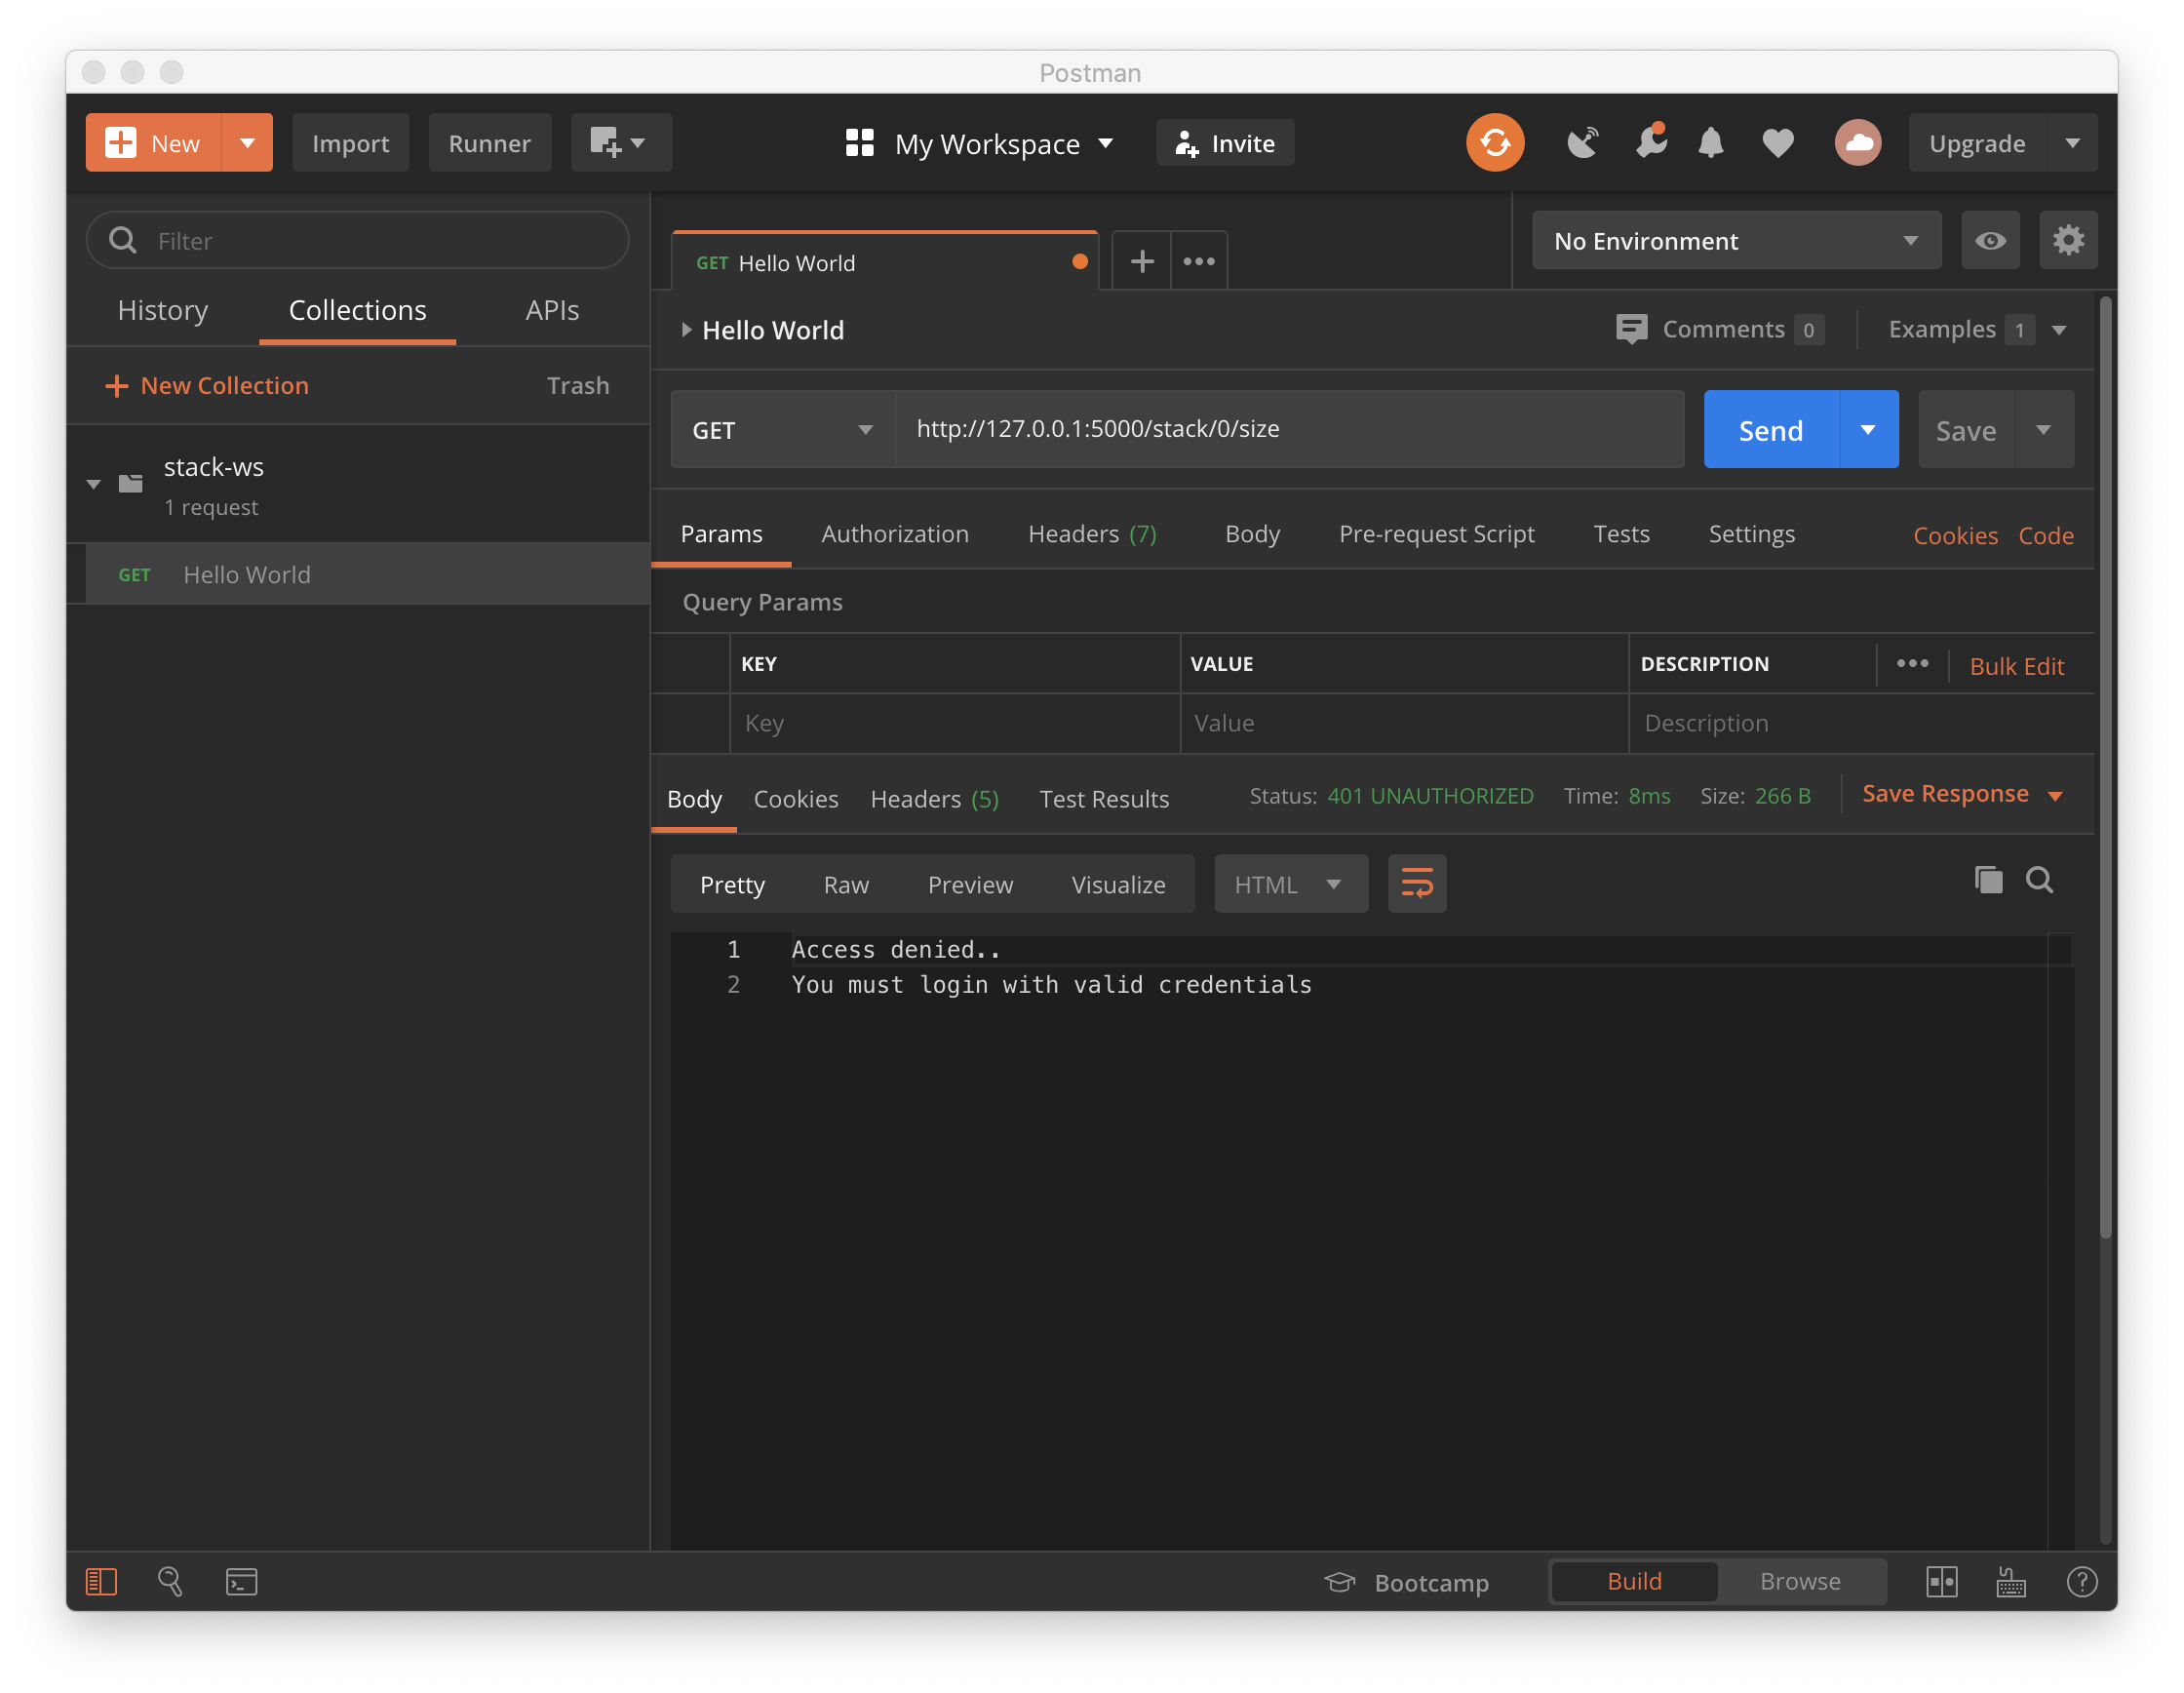 Postman
New Import Runner My Workspace Invite Upgrade
Filter
History Collections APIs
New Collection Trash
stack-ws
1 request
GET Hello World
GET Hello World No Environment
Hello World Comments 0 Examples 1
GET http://127.0.0.1:5000/stack/0/size Send Save
Params Authorization Headers (7) Body Pre-request Script Tests Settings Cookies Code
Query Params
KEY VALUE DESCRIPTION Bulk Edit
Key Value Description
Body Cookies Headers (5) Test Results Status: 401 UNAUTHORIZED Time: 8ms Size: 266 B Save Response
Pretty Raw Preview Visualize HTML
1 Access denied..
2 You must login with valid credentials
Bootcamp Build Browse